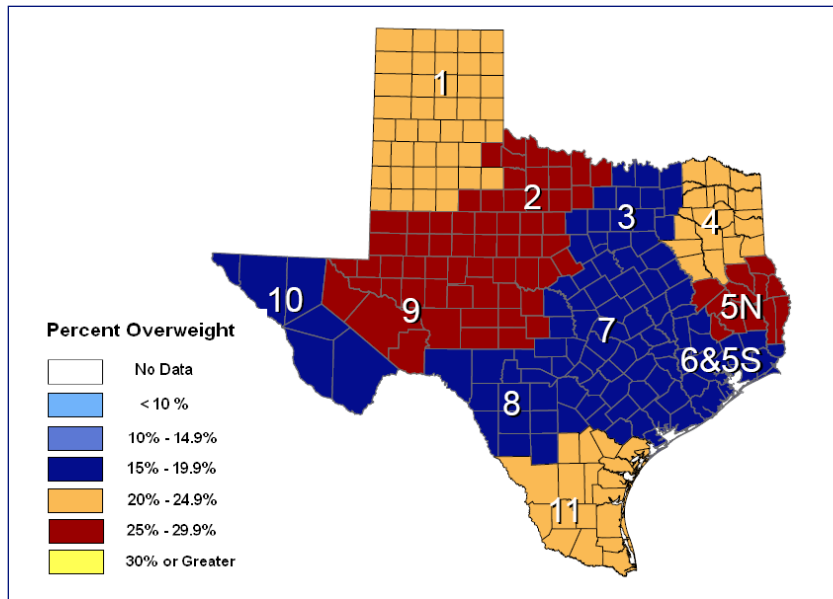 1
2
3
4
5N
10
9
7
6&5S
8
11
Percent Overweight
No Data
< 10 %
10% - 14.9%
15% - 19.9%
20% - 24.9%
25% - 29.9%
30% or Greater